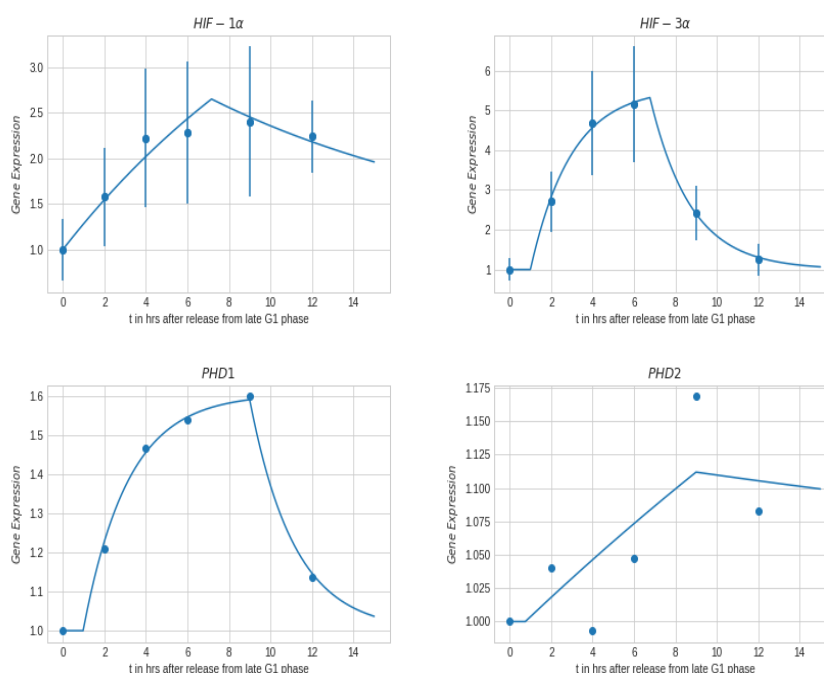 HIF − 1α
Gene Expression
3.0
2.5
2.0
1.5
1.0
0 2 4 6 8 10 12 14
t in hrs after release from late G1 phase
HIF − 3α
Gene Expression
6
5
4
3
2
1
0 2 4 6 8 10 12 14
t in hrs after release from late G1 phase
PHD1
Gene Expression
1.6
1.5
1.4
1.3
1.2
1.1
1.0
0 2 4 6 8 10 12 14
t in hrs after release from late G1 phase
PHD2
Gene Expression
1.175
1.150
1.125
1.100
1.075
1.050
1.025
1.000
0 2 4 6 8 10 12 14
t in hrs after release from late G1 phase